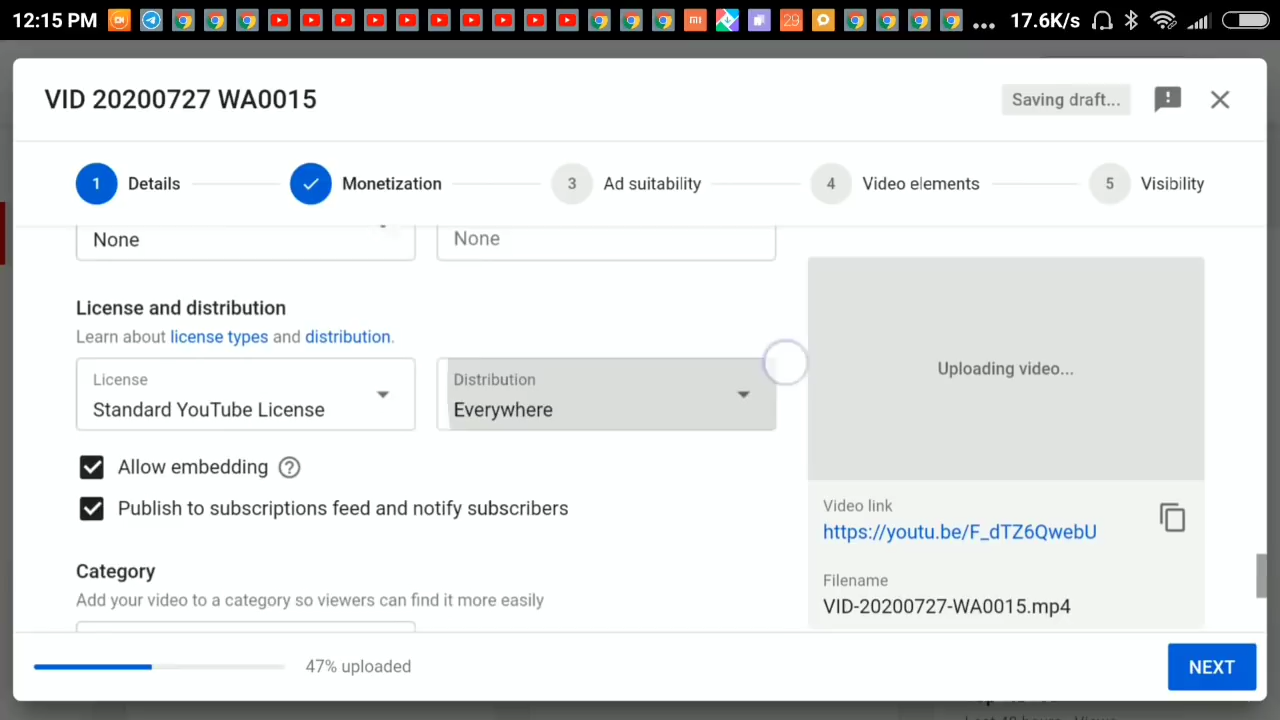 12:15 PM
29
17.6K/s
VID 20200727 WA0015
Saving draft...
1 Details
Monetization
3 Ad suitability
4 Video elements
5 Visibility
None
None
License and distribution
Learn about license types and distribution.
License
Standard YouTube License
Distribution
Everywhere
Allow embedding
Publish to subscriptions feed and notify subscribers
Category
Add your video to a category so viewers can find it more easily
Uploading video...
Video link
https://youtu.be/F_dTZ6QwebU
Filename
VID-20200727-WA0015.mp4
47% uploaded
NEXT